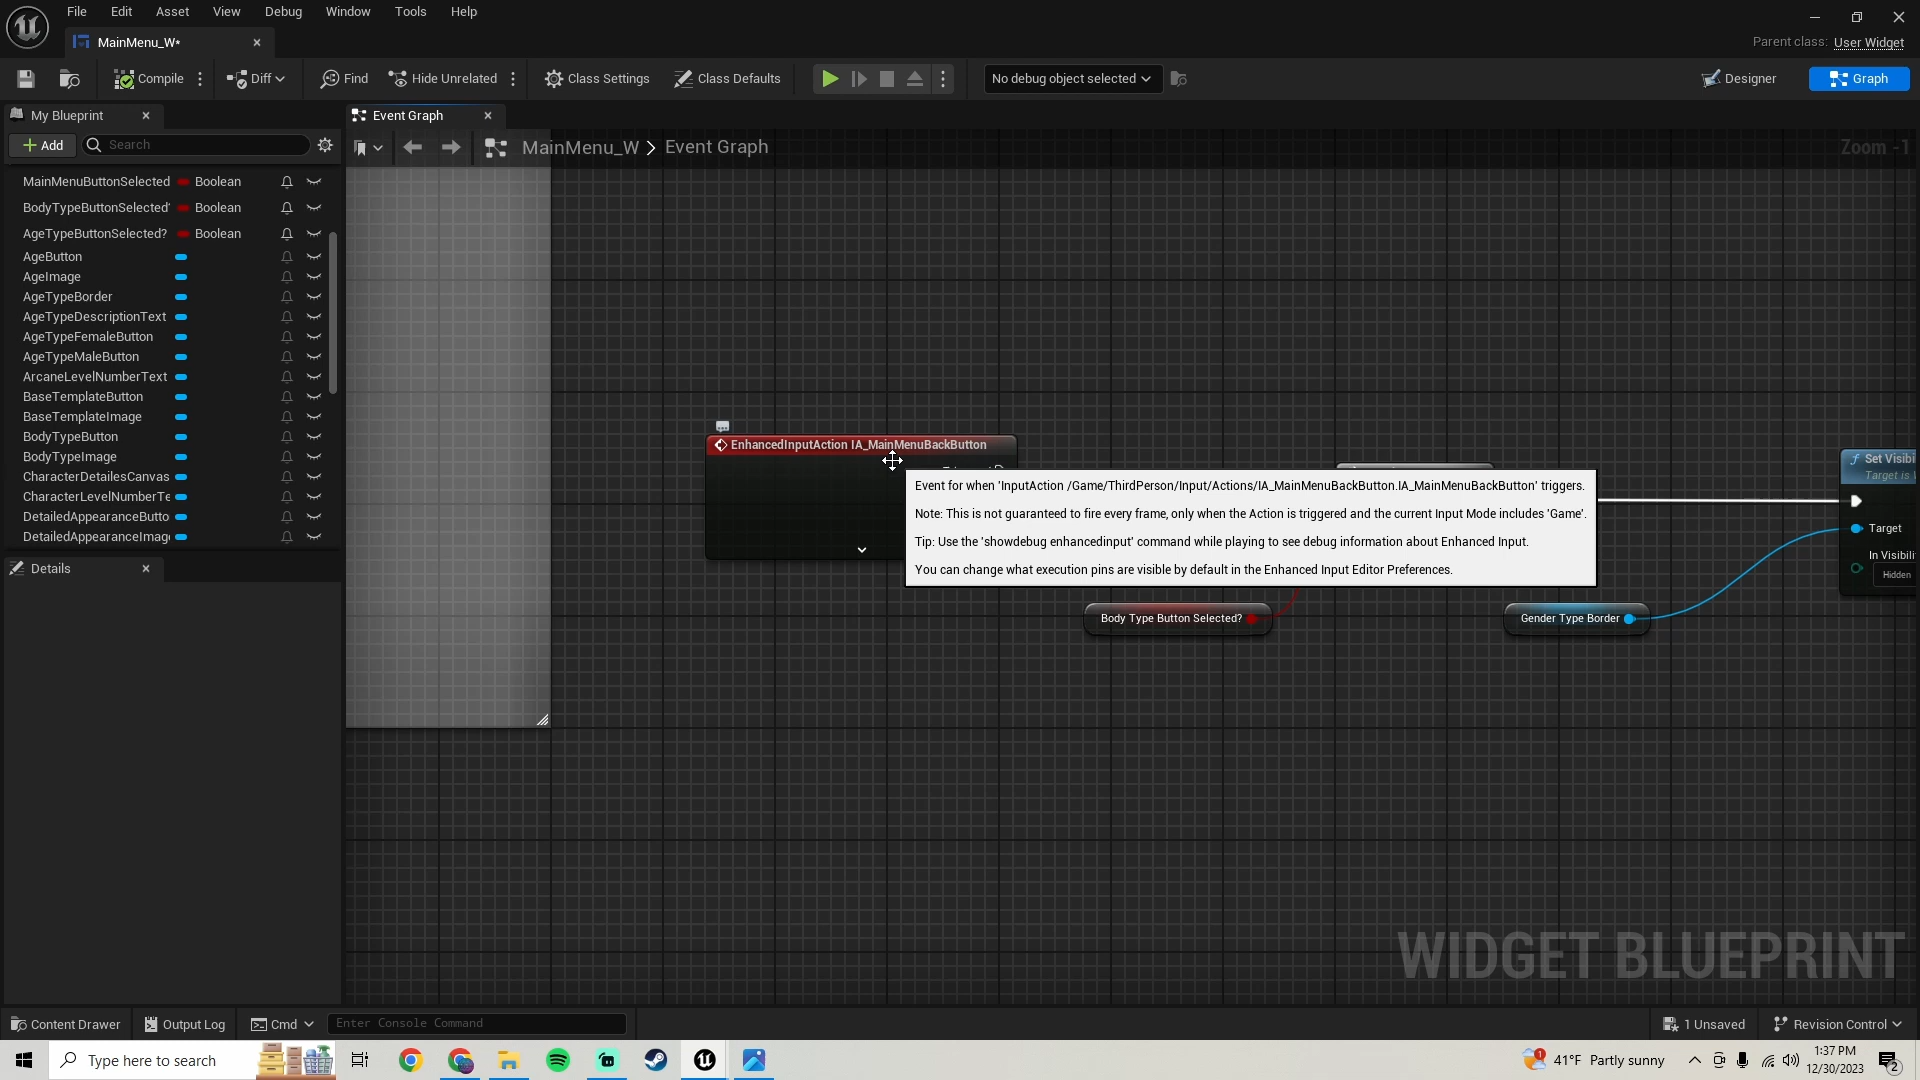 File Edit Asset View Debug Window Tools Help
MainMenu_W*
Parent class: User Widget
Compile Diff Find Hide Unrelated Class Settings Class Defaults No debug object selected Designer Graph
My Blueprint
Event Graph
Add Search
MainMenu_W > Event Graph
Zoom -1
MainMenuButtonSelected Boolean
BodyTypeButtonSelected? Boolean
AgeTypeButtonSelected? Boolean
AgeButton
AgeImage
AgeTypeBorder
AgeTypeDescriptionText
AgeTypeFemaleButton
AgeTypeMaleButton
ArcaneLevelNumberText
BaseTemplateButton
BaseTemplateImage
BodyTypeButton
BodyTypeImage
CharacterDetailesCanvas
CharacterLevelNumberTe
DetailedAppearanceButto
DetailedAppearanceImag
Details
EnhancedInputAction IA_MainMenuBackButton
Event for when 'InputAction /Game/ThirdPerson/Input/Actions/IA_MainMenuBackButton.IA_MainMenuBackButton' triggers.
Note: This is not guaranteed to fire every frame, only when the Action is triggered and the current Input Mode includes 'Game'.
Tip: Use the 'showdebug enhancedinput' command while playing to see debug information about Enhanced Input.
You can change what execution pins are visible by default in the Enhanced Input Editor Preferences.
Body Type Button Selected?
Gender Type Border
Set Visibi
Target is
Target
In Visibili
Hidden
WIDGET BLUEPRINT
Content Drawer Output Log Cmd Enter Console Command 1 Unsaved Revision Control
Type here to search
1
41°F Partly sunny
1:37 PM
12/30/2023
2